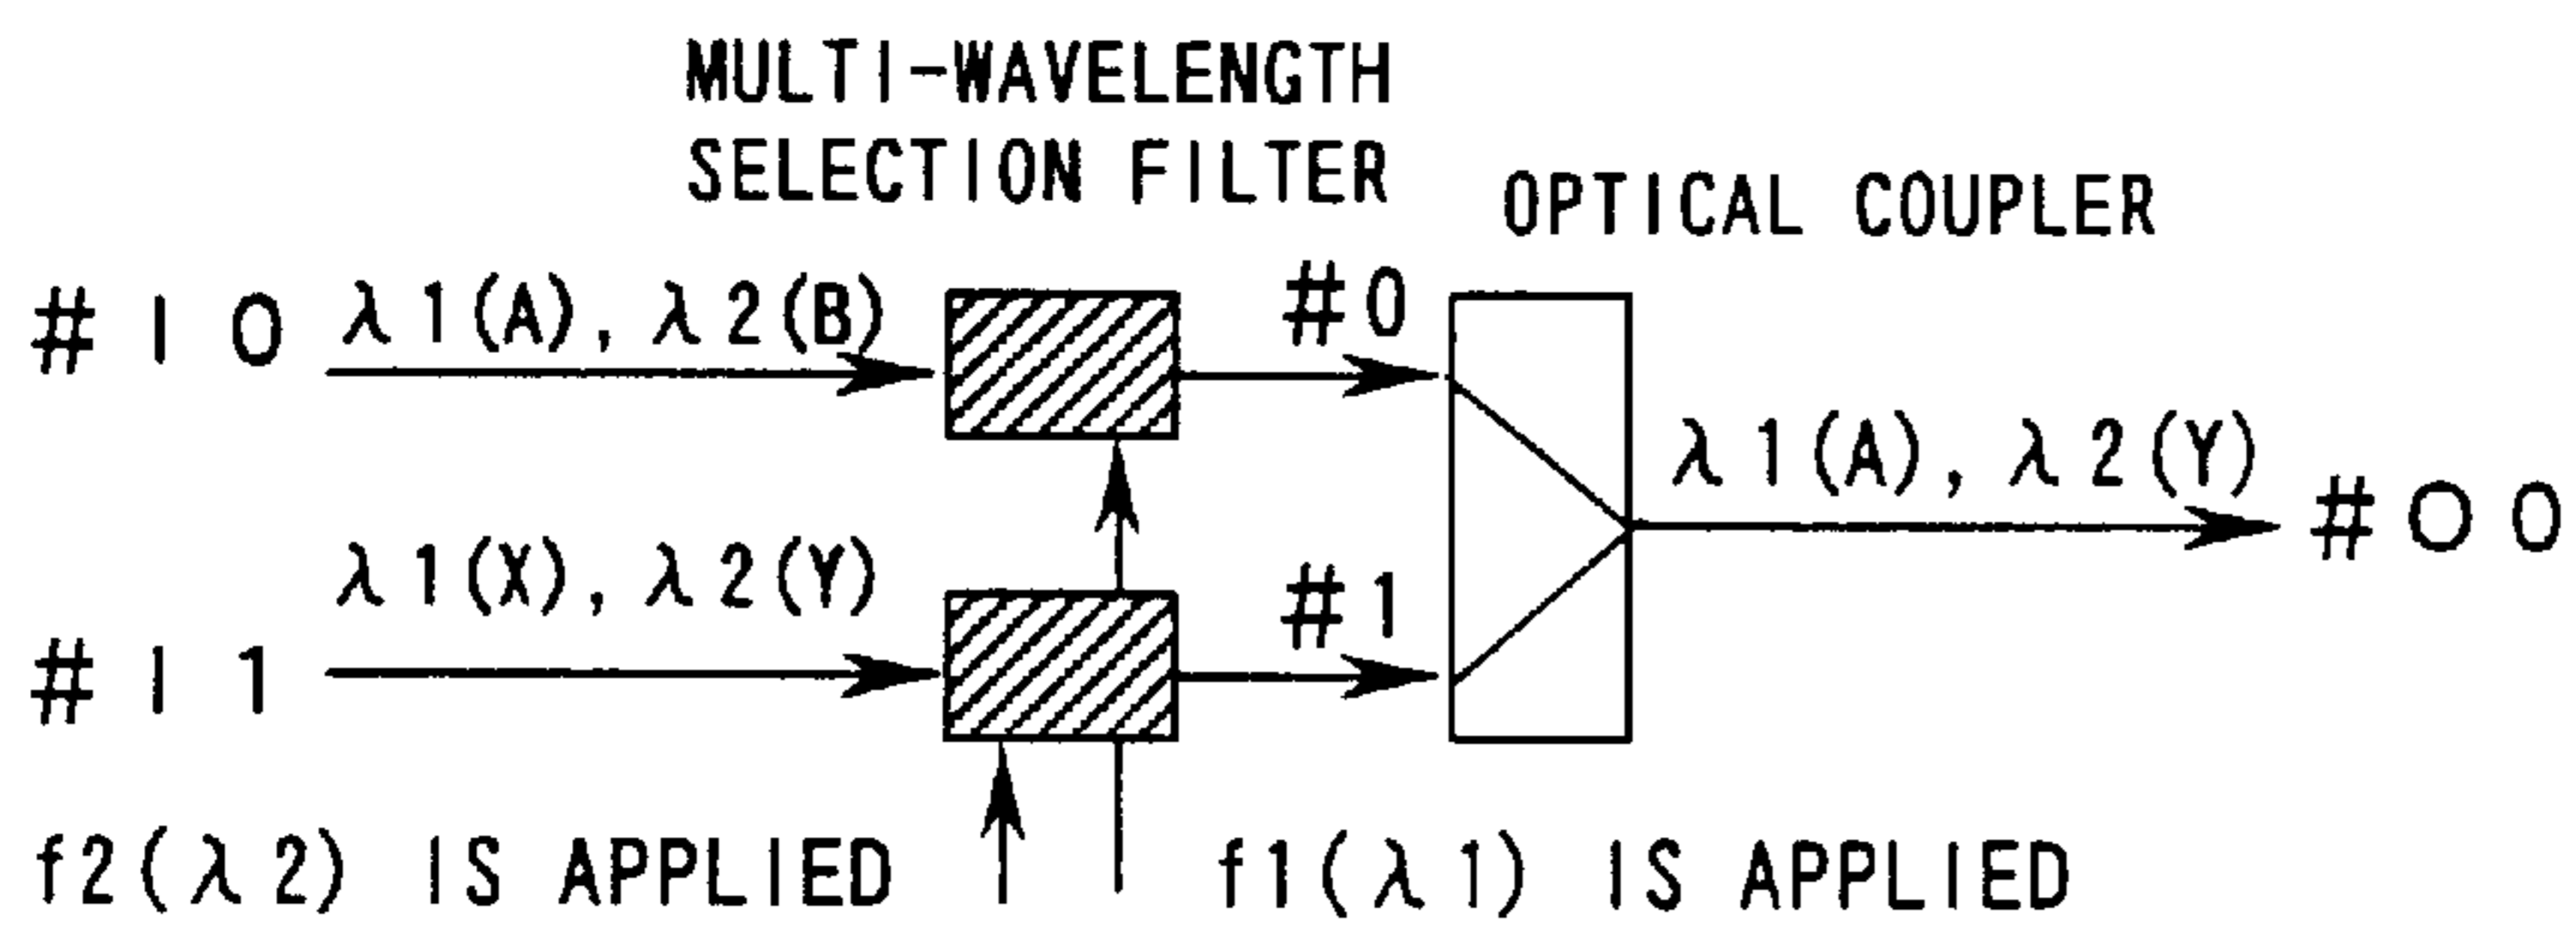 MULTI-WAVELENGTH
SELECTION FILTER
OPTICAL COUPLER
#10 λ1(A), λ2(B) #0
λ1(A), λ2(Y) #00
λ1(X), λ2(Y) #1
#11
f2(λ2) IS APPLIED f1(λ1) IS APPLIED